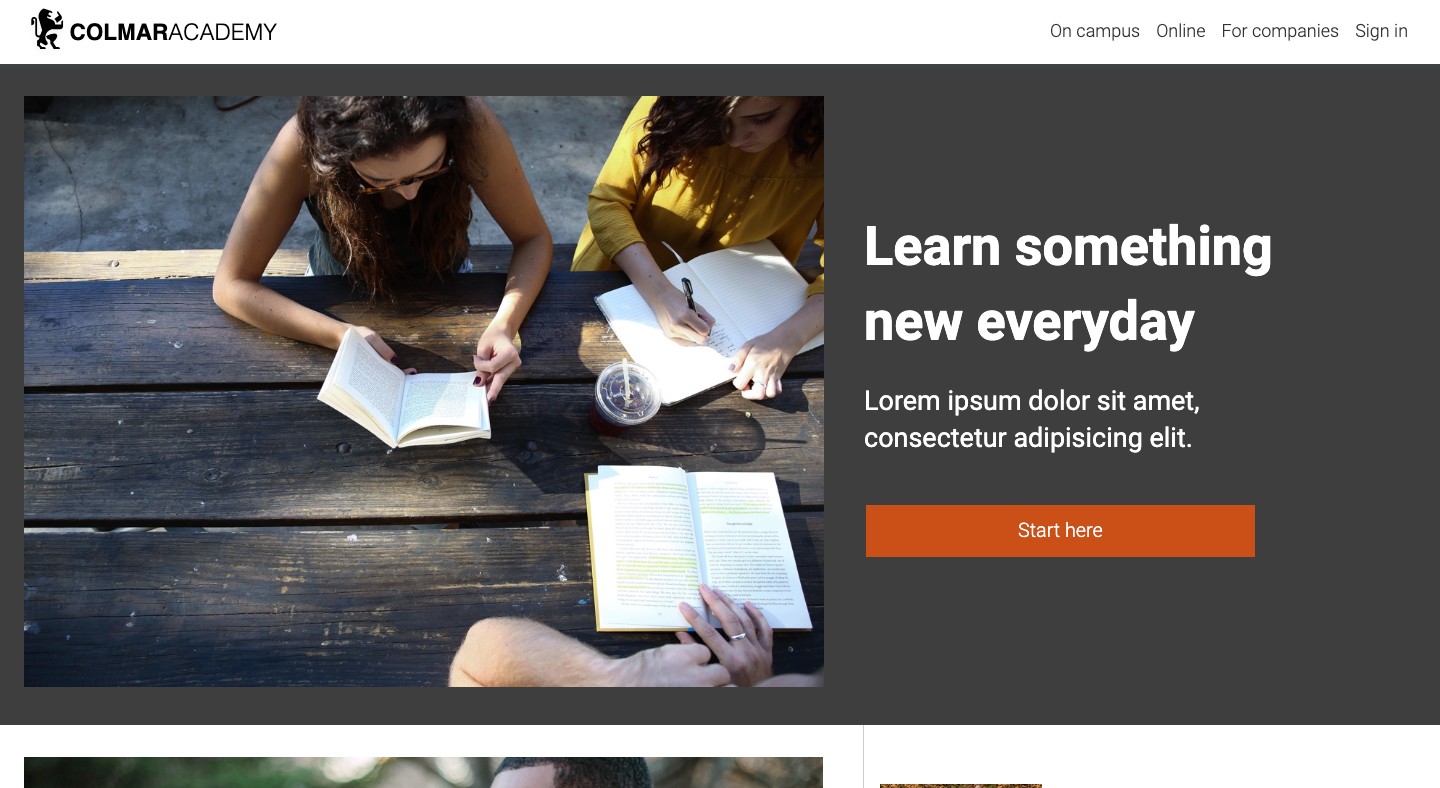 COLMARACADEMY
On campus Online For companies Sign in
Learn something
new everyday
Lorem ipsum dolor sit amet,
consectetur adipisicing elit.
Start here